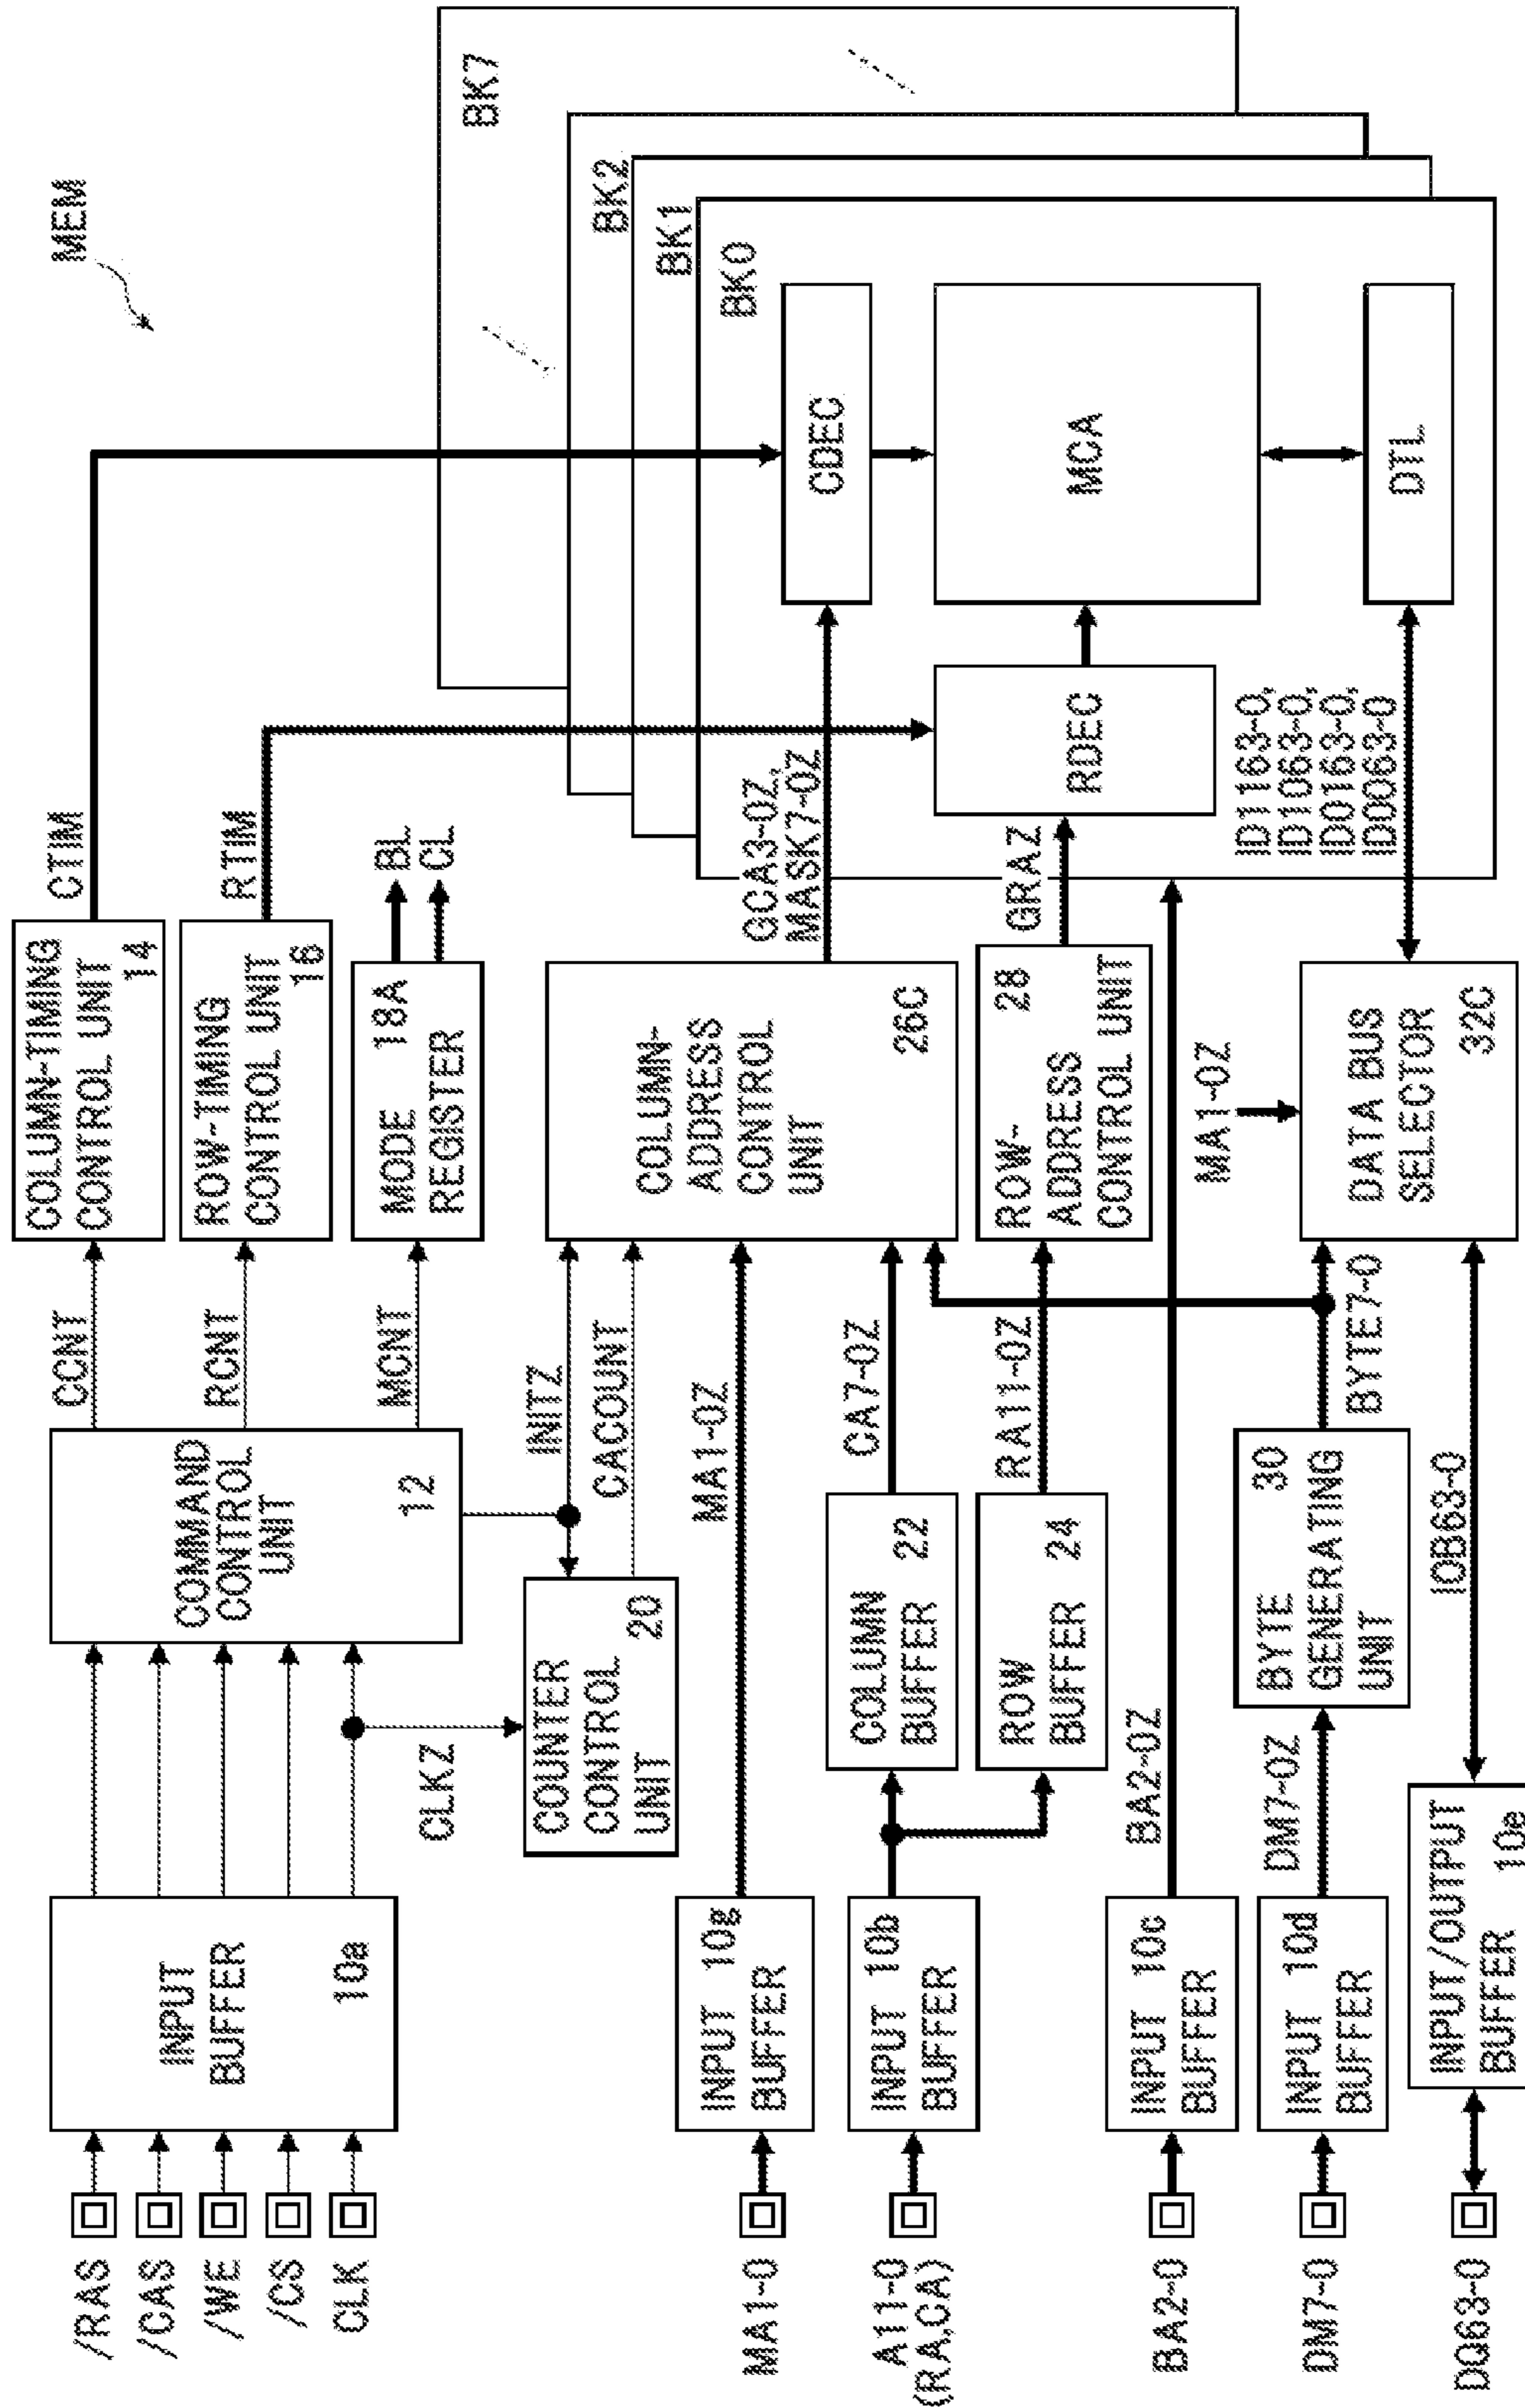 MEM
/RAS
/CAS
/WE
/CS
CLK
INPUT
BUFFER
10a
COMMAND
CONTROL
UNIT
12
CCNT
RCNT
MCNT
COLUMN-TIMING
CONTROL UNIT
14
CTIM
ROW-TIMING
CONTROL UNIT
16
RTIM
MODE 18A
REGISTER
BL
CL
CLKZ
COUNTER
CONTROL
UNIT 20
INITZ
CACOUNT
MA1-0
INPUT 10g
BUFFER
MA1-0Z
COLUMN-
ADDRESS
CONTROL
UNIT
26C
GCA3-0Z,
MASK7-0Z
A11-0
(RA,CA)
INPUT 10b
BUFFER
COLUMN
BUFFER 22
CA7-0Z
ROW
BUFFER 24
RA11-0Z
ROW- 28
ADDRESS
CONTROL UNIT
GRAZ
BA2-0
INPUT 10c
BUFFER
BA2-0Z
DM7-0
INPUT 10d
BUFFER
DM7-0Z
BYTE 30
GENERATING
UNIT
BYTE7-0
MA1-0Z
DATA BUS
SELECTOR
32C
DQ63-0
INPUT/OUTPUT
BUFFER 10e
IOB63-0
ID1163-0,
ID1063-0,
ID0163-0,
ID0063-0
BK7
BK2
BK1
BK0
CDEC
RDEC
MCA
DTL